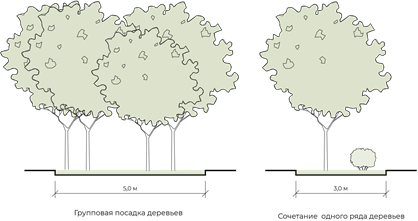 5,0 м
3,0 м
Групповая посадка деревьев
Сочетание одного ряда деревьев